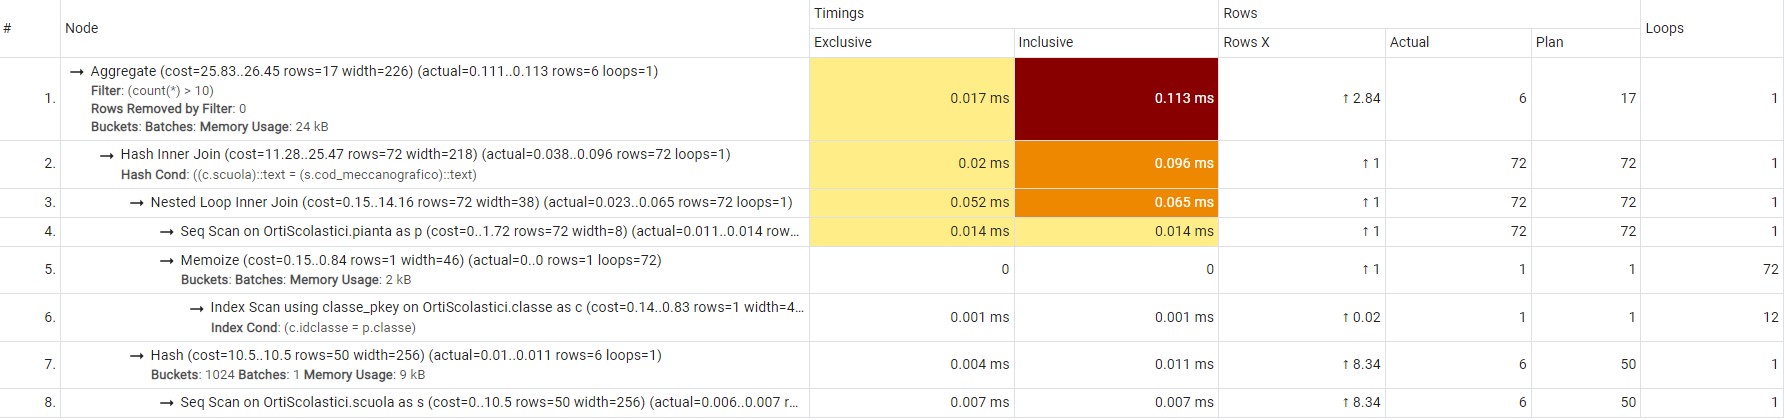 # Node Timings Rows Loops
Exclusive Inclusive Rows X Actual Plan
1. → Aggregate (cost=25.83..26.45 rows=17 width=226) (actual=0.111..0.113 rows=6 loops=1) 0.017 ms 0.113 ms ↑ 2.84 6 17 1
Filter: (count(*) > 10)
Rows Removed by Filter: 0
Buckets: Batches: Memory Usage: 24 kB
2. → Hash Inner Join (cost=11.28..25.47 rows=72 width=218) (actual=0.038..0.096 rows=72 loops=1) 0.02 ms 0.096 ms ↑ 1 72 72 1
Hash Cond: ((c.scuola)::text = (s.cod_meccanografico)::text)
3. → Nested Loop Inner Join (cost=0.15..14.16 rows=72 width=38) (actual=0.023..0.065 rows=72 loops=1) 0.052 ms 0.065 ms ↑ 1 72 72 1
4. → Seq Scan on OrtiScolastici.pianta as p (cost=0..1.72 rows=72 width=8) (actual=0.011..0.014 row... 0.014 ms 0.014 ms ↑ 1 72 72 1
5. → Memoize (cost=0.15..0.84 rows=1 width=46) (actual=0..0 rows=1 loops=72) 0 0 ↑ 1 1 1 72
Buckets: Batches: Memory Usage: 2 kB
6. → Index Scan using classe_pkey on OrtiScolastici.classe as c (cost=0.14..0.83 rows=1 width=4... 0.001 ms 0.001 ms ↑ 0.02 1 1 12
Index Cond: (c.idclasse = p.classe)
7. → Hash (cost=10.5..10.5 rows=50 width=256) (actual=0.01..0.011 rows=6 loops=1) 0.004 ms 0.011 ms ↑ 8.34 6 50 1
Buckets: 1024 Batches: 1 Memory Usage: 9 kB
8. → Seq Scan on OrtiScolastici.scuola as s (cost=0..10.5 rows=50 width=256) (actual=0.006..0.007 r... 0.007 ms 0.007 ms ↑ 8.34 6 50 1